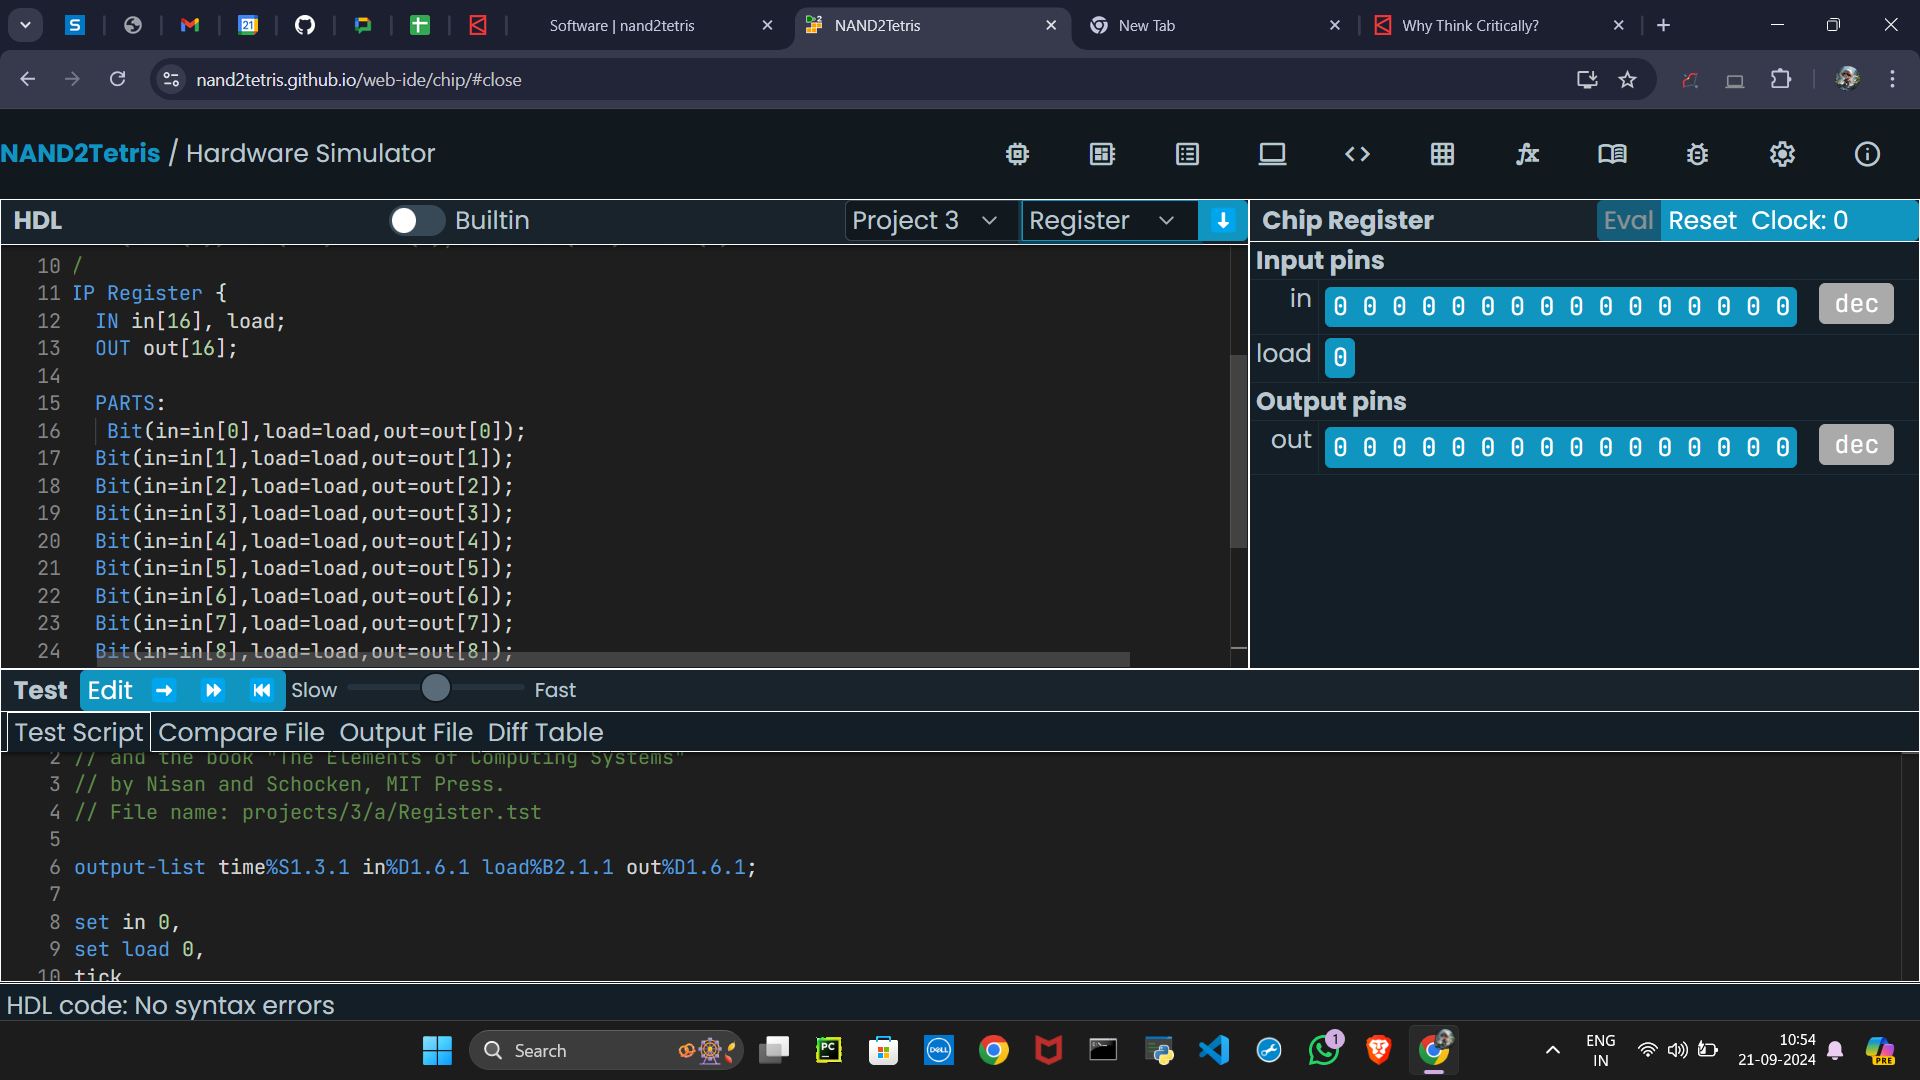 Software | nand2tetris
NAND2Tetris
New Tab
Why Think Critically?
nand2tetris.github.io/web-ide/chip/#close
NAND2Tetris / Hardware Simulator
HDL
Builtin
Project 3
Register
Chip Register
Eval
Reset
Clock: 0
10 /
11 IP Register {
12 IN in[16], load;
13 OUT out[16];
14
15 PARTS:
16 Bit(in=in[0],load=load,out=out[0]);
17 Bit(in=in[1],load=load,out=out[1]);
18 Bit(in=in[2],load=load,out=out[2]);
19 Bit(in=in[3],load=load,out=out[3]);
20 Bit(in=in[4],load=load,out=out[4]);
21 Bit(in=in[5],load=load,out=out[5]);
22 Bit(in=in[6],load=load,out=out[6]);
23 Bit(in=in[7],load=load,out=out[7]);
24 Bit(in=in[8],load=load,out=out[8]);
Input pins
in 0 0 0 0 0 0 0 0 0 0 0 0 0 0 0 0 dec
load 0
Output pins
out 0 0 0 0 0 0 0 0 0 0 0 0 0 0 0 0 dec
Test Edit Slow Fast
Test Script Compare File Output File Diff Table
2 // and the book "The Elements of Computing Systems"
3 // by Nisan and Schocken, MIT Press.
4 // File name: projects/3/a/Register.tst
5
6 output-list time%S1.3.1 in%D1.6.1 load%B2.1.1 out%D1.6.1;
7
8 set in 0,
9 set load 0,
10 tick
HDL code: No syntax errors
Search
PC
DELL
1
ENG
IN
10:54
21-09-2024
PRE